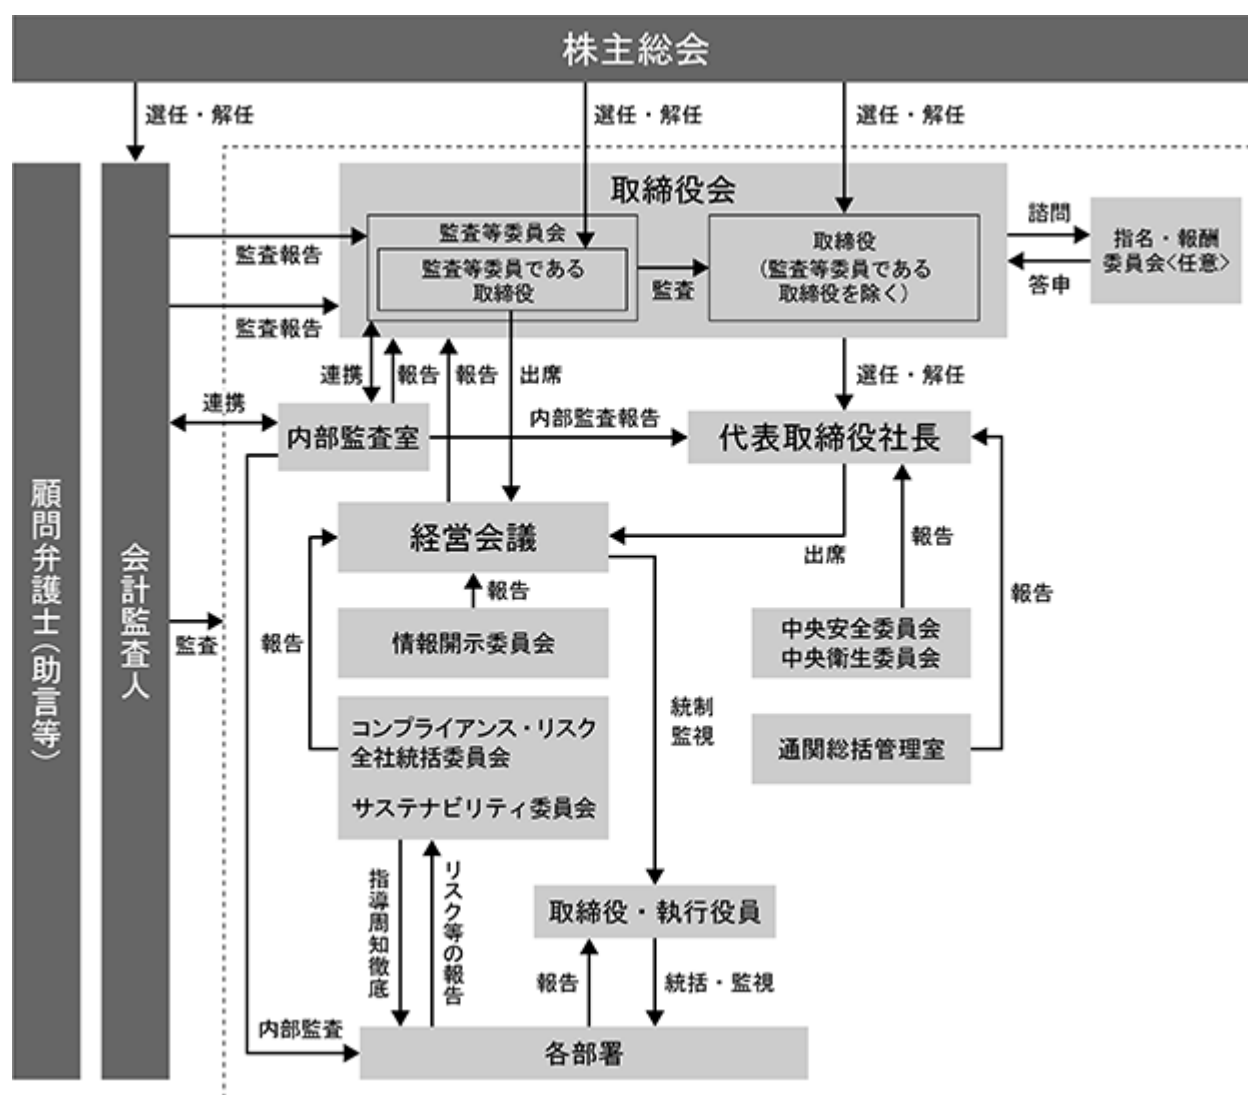 株主総会
選任・解任
選任・解任
選任・解任
取締役会
監査等委員会
監査等委員である
取締役
監査
取締役
(監査等委員である
取締役を除く)
諮問
答申
指名・報酬
委員会<任意>
監査報告
監査報告
連携
報告
報告
出席
選任・解任
連携
内部監査室
内部監査報告
代表取締役社長
顧問弁護士(助言等)
会計監査人
監査
経営会議
出席
報告
報告
報告
報告
情報開示委員会
中央安全委員会
中央衛生委員会
コンプライアンス・リスク
全社統括委員会
サステナビリティ委員会
統制
監視
通関総括管理室
指導周知徹底
リスク等の報告
取締役・執行役員
報告
統括・監視
内部監査
各部署